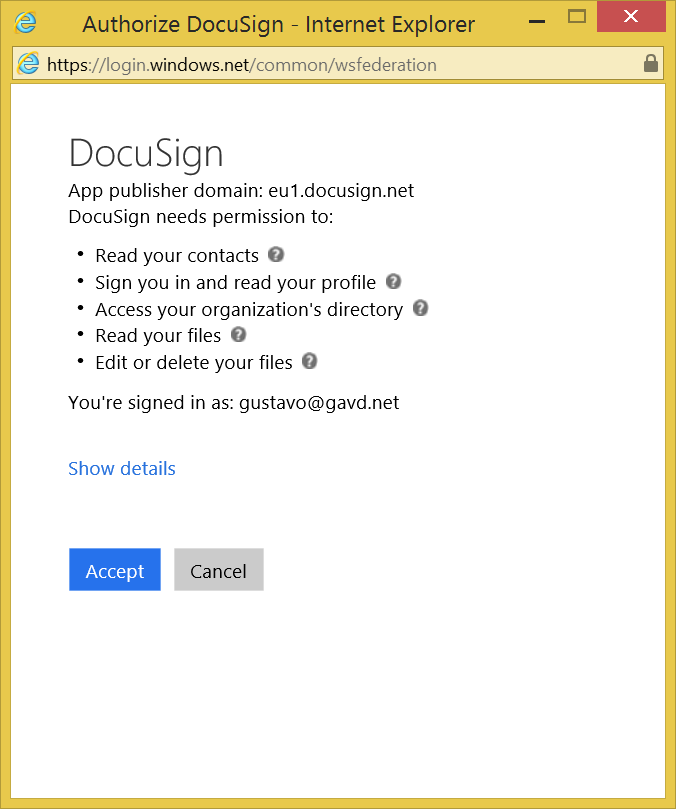 Authorize DocuSign - Internet Explorer
https://login.windows.net/common/wsfederation
DocuSign
App publisher domain: eu1.docusign.net
DocuSign needs permission to:
• Read your contacts ?
• Sign you in and read your profile ?
• Access your organization's directory ?
• Read your files ?
• Edit or delete your files ?
You're signed in as: gustavo@gavd.net
Show details
Accept Cancel